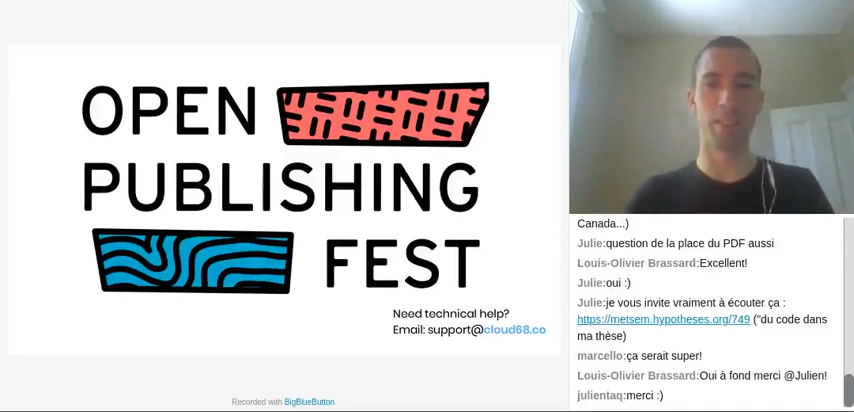 OPEN
PUBLISHING
FEST
Need technical help?
Email: support@cloud68.co
Recorded with BigBlueButton.
Canada...)
Julie:question de la place du PDF aussi
Louis-Olivier Brassard:Excellent!
Julie:oui :)
Julie:je vous invite vraiment à écouter ça :
https://metsem.hypotheses.org/749 ("du code dans
ma thèse)
marcello:ça serait super!
Louis-Olivier Brassard:Oui à fond merci @Julien!
julientaq:merci :)